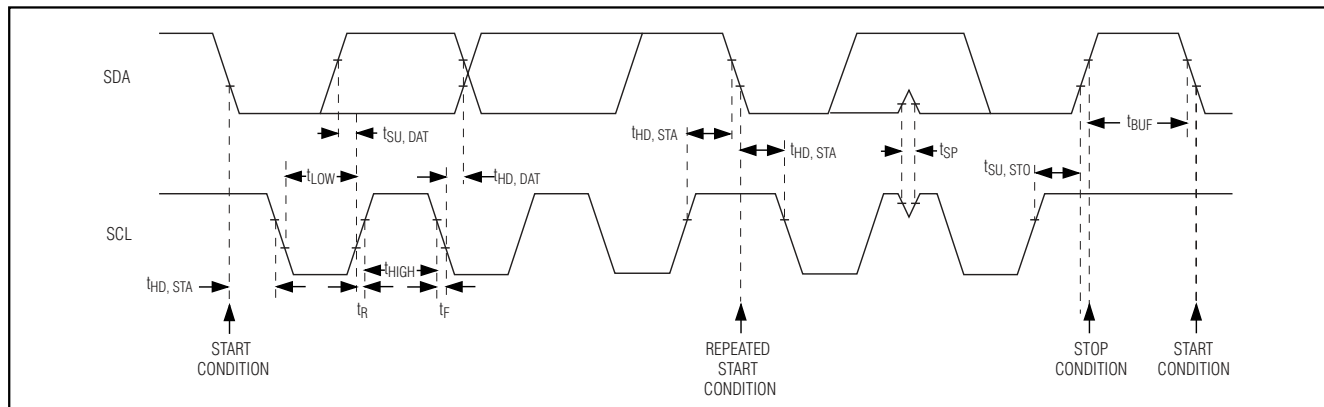 SDA
tSU, DAT
tHD, STA
tHD, STA
tBUF
tSP
tSU, STO
tLOW
tHD, DAT
SCL
tHIGH
tHD, STA
tR
tF
START
CONDITION
REPEATED
START
CONDITION
STOP
CONDITION
START
CONDITION